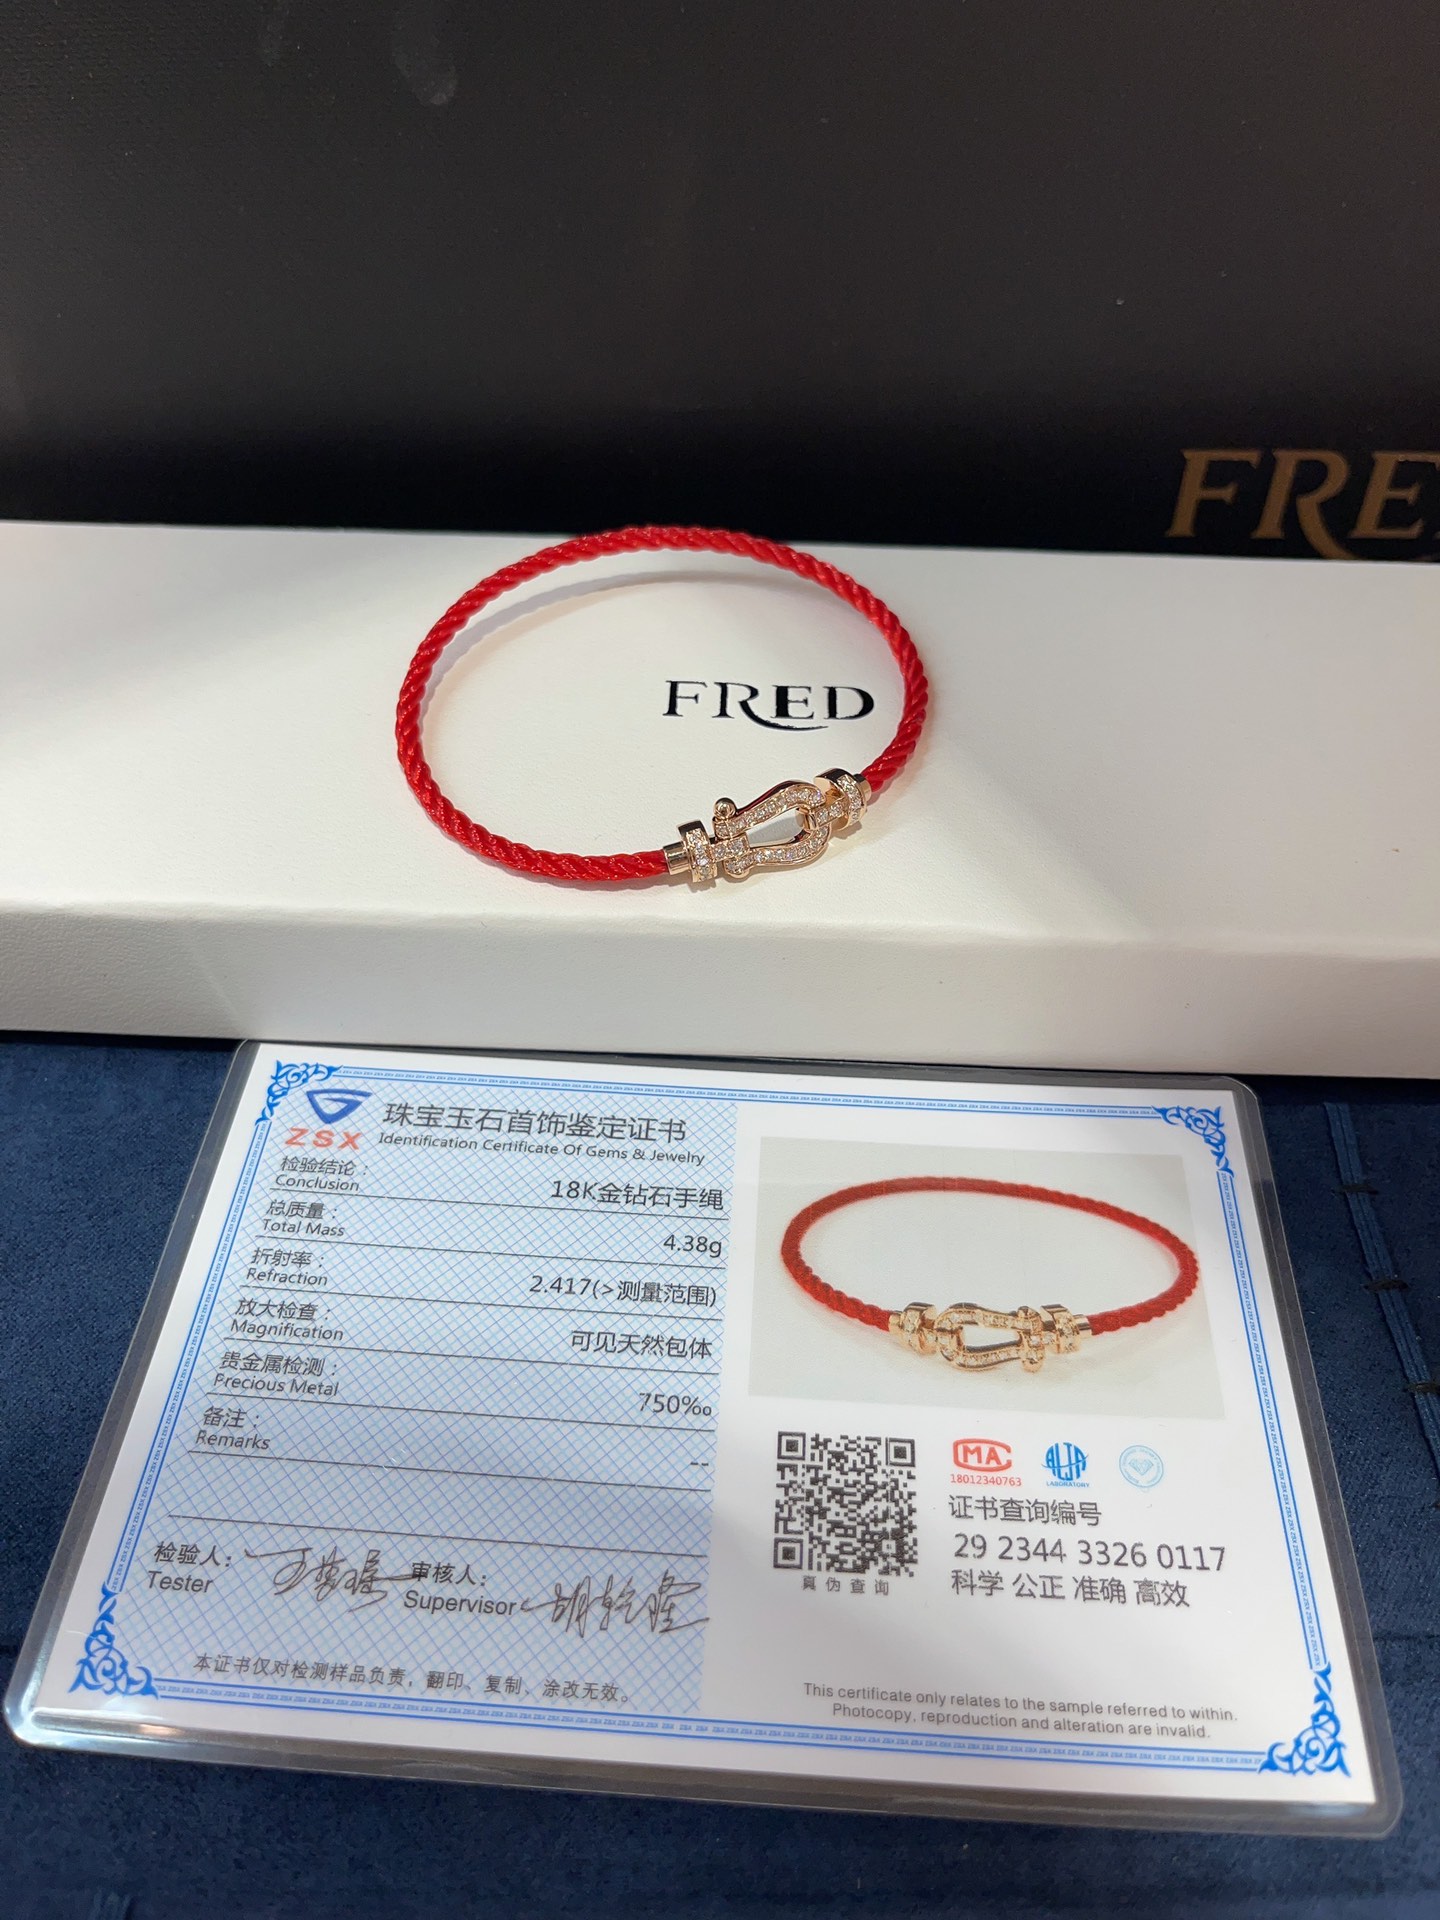 FRE
FRED
ZSX
珠宝玉石首饰鉴定证书
Identification Certificate Of Gems & Jewelry
检验结论：
Conclusion
18K金钻石手绳
总质量：
Total Mass
4.38g
折射率：
Refraction
2.417(>测量范围)
放大检查：
Magnification
可见天然包体
贵金属检测：
Precious Metal
750‰
备注：
Remarks
--
检验人：
Tester
审核人：
Supervisor
本证书仅对检测样品负责，翻印、复制、涂改无效。
MA
18012340763
LABORATORY
证书查询编号
29 2344 3326 0117
科学 公正 准确 高效
真伪查询
This certificate only relates to the sample referred to within.
Photocopy, reproduction and alteration are invalid.